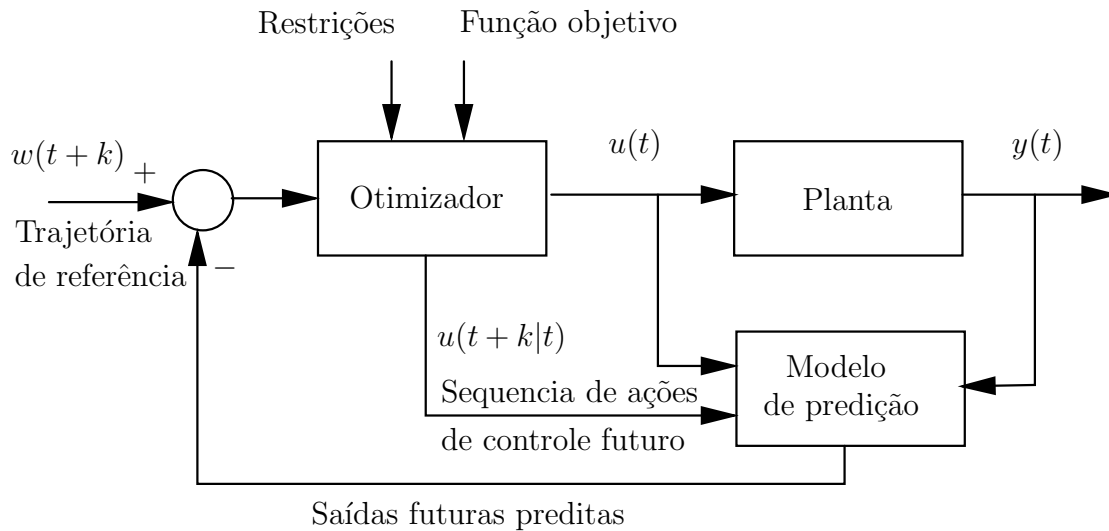 Restrições
Função objetivo
w(t + k)
+
u(t)
y(t)
Otimizador
Planta
Trajetória
de referência
−
u(t + k|t)
Sequencia de ações
de controle futuro
Modelo
de predição
Saídas futuras preditas